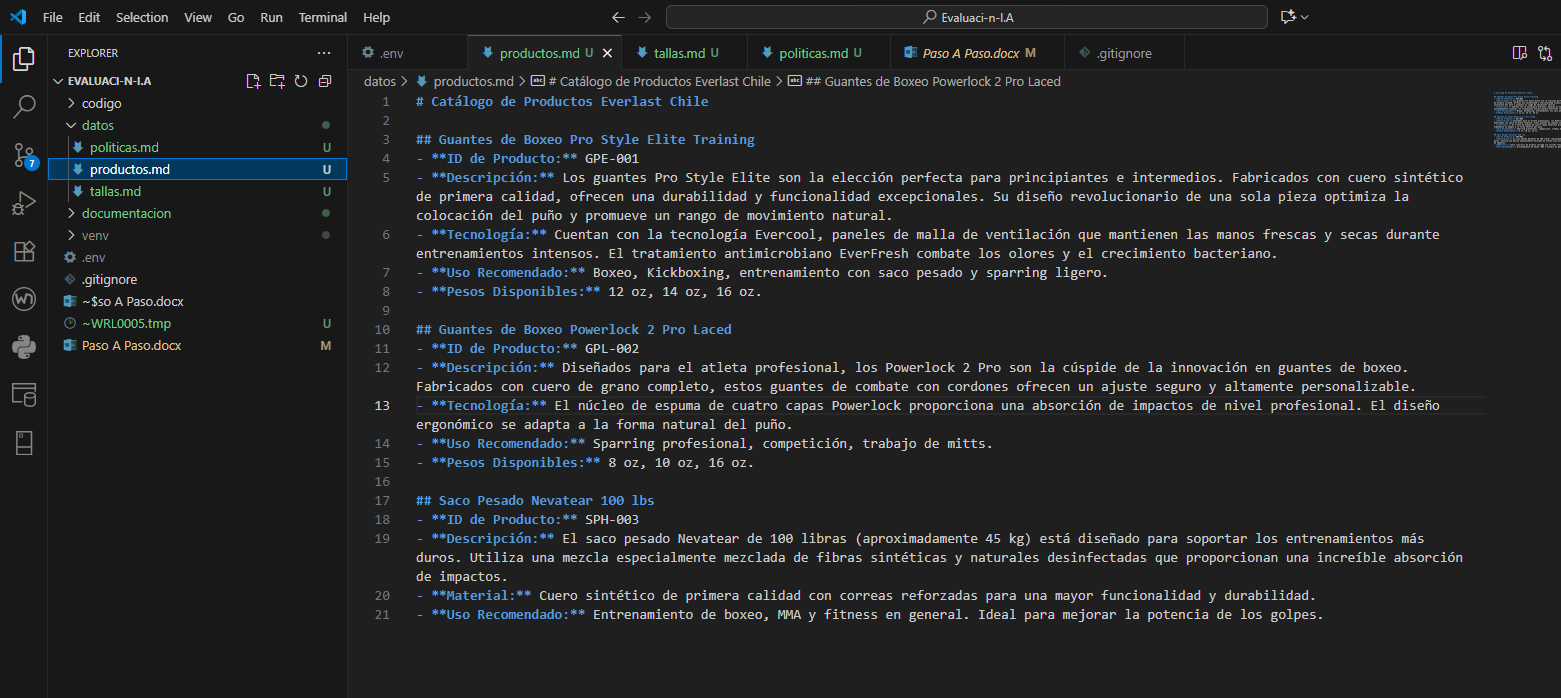 File Edit Selection View Go Run Terminal Help
Evaluaci-n-I.A
EXPLORER
EVALUACI-N-I.A
codigo
datos
politicas.md U
productos.md U
tallas.md U
documentacion
venv
.env
.gitignore
~$so A Paso.docx
~WRL0005.tmp U
Paso A Paso.docx M
7
.env
productos.md U
tallas.md U
politicas.md U
Paso A Paso.docx M
.gitignore
datos > productos.md > # Catálogo de Productos Everlast Chile > ## Guantes de Boxeo Powerlock 2 Pro Laced
1 # Catálogo de Productos Everlast Chile
2
3 ## Guantes de Boxeo Pro Style Elite Training
4 - **ID de Producto:** GPE-001
5 - **Descripción:** Los guantes Pro Style Elite son la elección perfecta para principiantes e intermedios. Fabricados con cuero sintético
de primera calidad, ofrecen una durabilidad y funcionalidad excepcionales. Su diseño revolucionario de una sola pieza optimiza la
colocación del puño y promueve un rango de movimiento natural.
6 - **Tecnología:** Cuentan con la tecnología Evercool, paneles de malla de ventilación que mantienen las manos frescas y secas durante
entrenamientos intensos. El tratamiento antimicrobiano EverFresh combate los olores y el crecimiento bacteriano.
7 - **Uso Recomendado:** Boxeo, Kickboxing, entrenamiento con saco pesado y sparring ligero.
8 - **Pesos Disponibles:** 12 oz, 14 oz, 16 oz.
9
10 ## Guantes de Boxeo Powerlock 2 Pro Laced
11 - **ID de Producto:** GPL-002
12 - **Descripción:** Diseñados para el atleta profesional, los Powerlock 2 Pro son la cúspide de la innovación en guantes de boxeo.
Fabricados con cuero de grano completo, estos guantes de combate con cordones ofrecen un ajuste seguro y altamente personalizable.
13 - **Tecnología:** El núcleo de espuma de cuatro capas Powerlock proporciona una absorción de impactos de nivel profesional. El diseño
ergonómico se adapta a la forma natural del puño.
14 - **Uso Recomendado:** Sparring profesional, competición, trabajo de mitts.
15 - **Pesos Disponibles:** 8 oz, 10 oz, 16 oz.
16
17 ## Saco Pesado Nevatear 100 lbs
18 - **ID de Producto:** SPH-003
19 - **Descripción:** El saco pesado Nevatear de 100 libras (aproximadamente 45 kg) está diseñado para soportar los entrenamientos más
duros. Utiliza una mezcla especialmente mezclada de fibras sintéticas y naturales desinfectadas que proporcionan una increíble absorción
de impactos.
20 - **Material:** Cuero sintético de primera calidad con correas reforzadas para una mayor funcionalidad y durabilidad.
21 - **Uso Recomendado:** Entrenamiento de boxeo, MMA y fitness en general. Ideal para mejorar la potencia de los golpes.